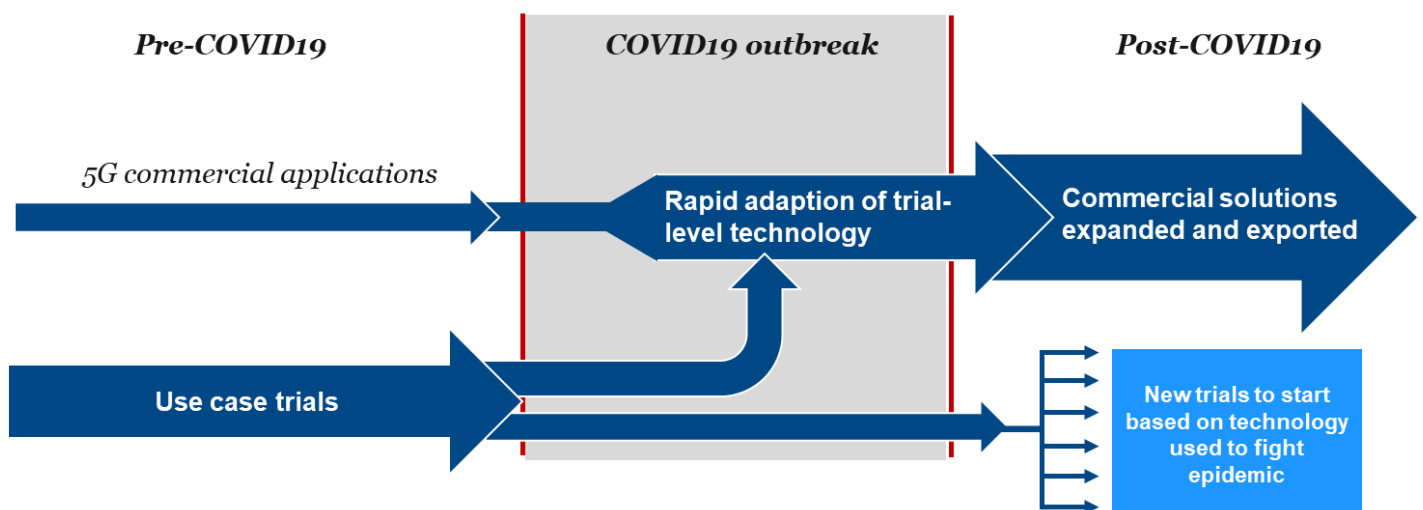 Pre-COVID19
COVID19 outbreak
Post-COVID19
5G commercial applications
Rapid adaption of trial-
level technology
Commercial solutions
expanded and exported
Use case trials
New trials to start
based on technology
used to fight
epidemic